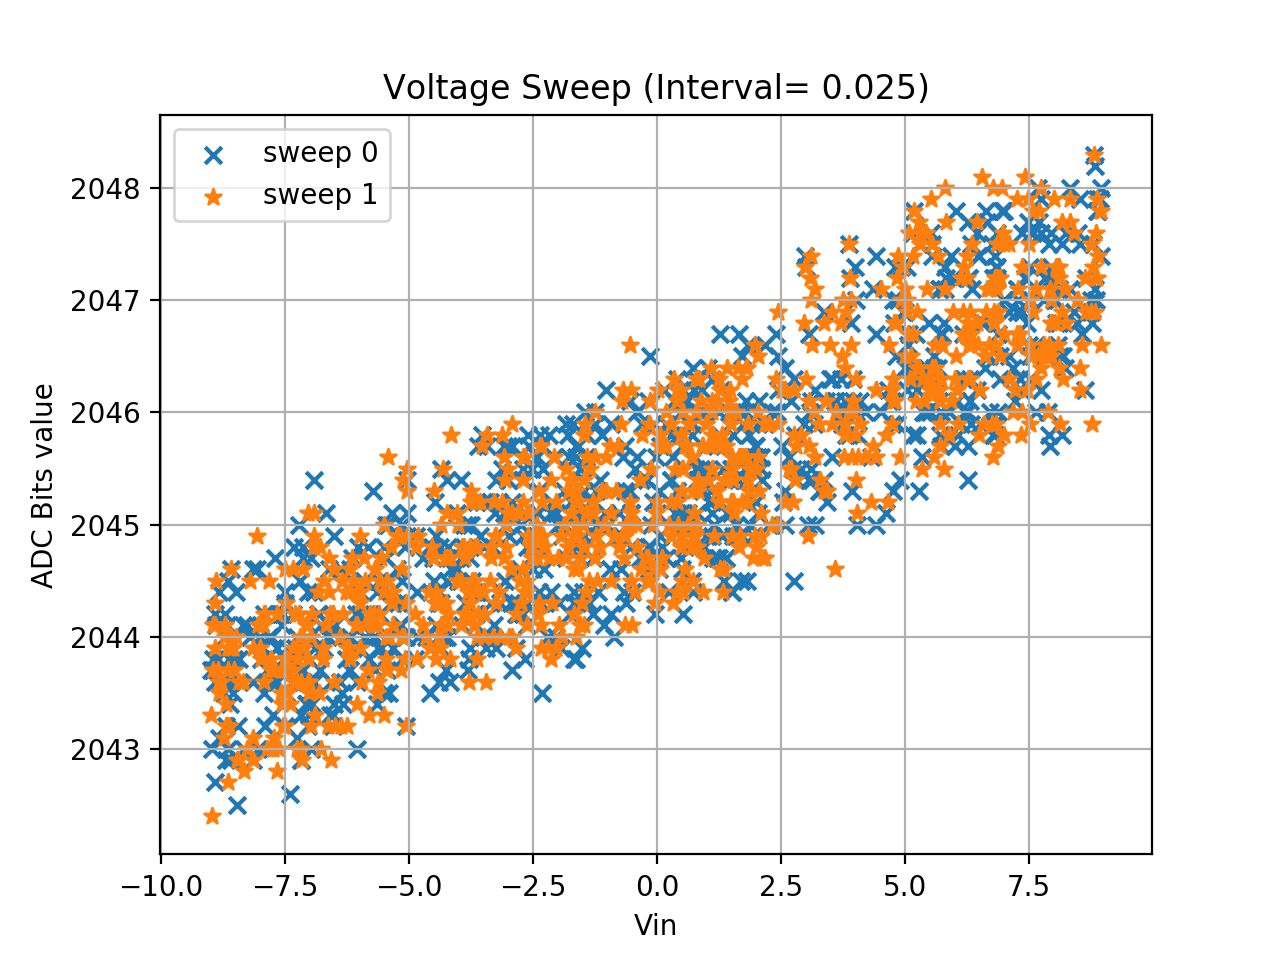 Voltage Sweep (Interval= 0.025)
sweep 0
sweep 1
ADC Bits value
2048
2047
2046
2045
2044
2043
−10.0 −7.5 −5.0 −2.5 0.0 2.5 5.0 7.5
Vin